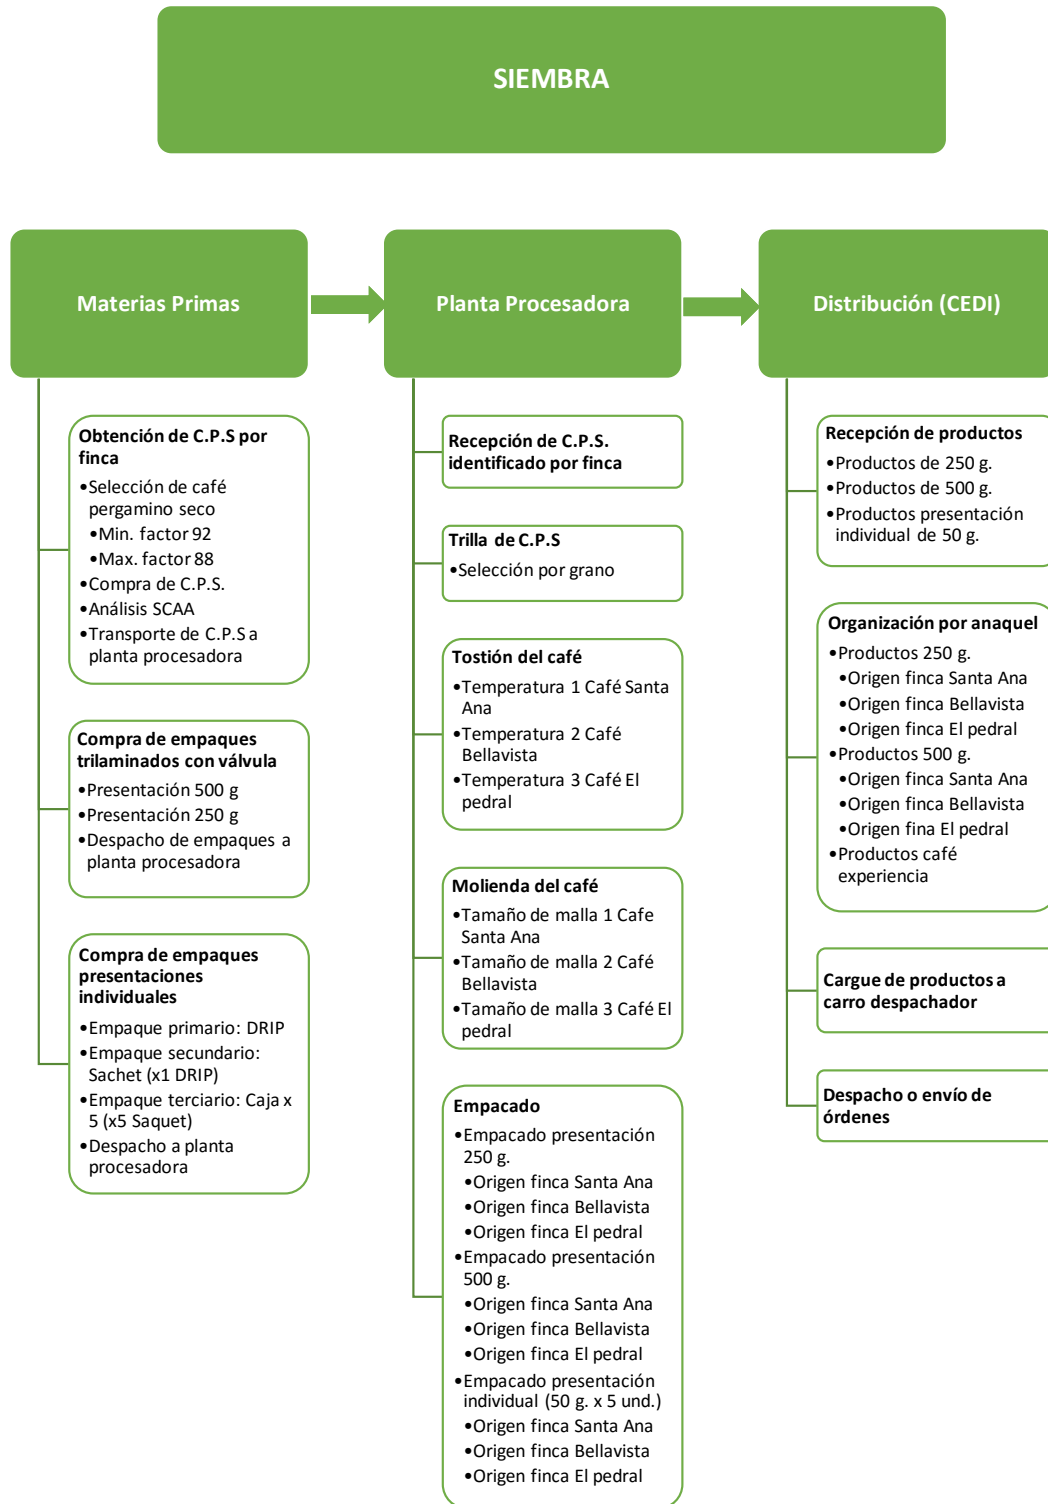 SIEMBRA
Materias Primas
Planta Procesadora
Distribución (CEDI)
Obtención de C.P.S por
finca
•Selección de café
pergamino seco
•Min. factor 92
•Max. factor 88
•Compra de C.P.S.
•Análisis SCAA
•Transporte de C.P.S a
planta procesadora
Compra de empaques
trilaminados con válvula
•Presentación 500 g
•Presentación 250 g
•Despacho de empaques a
planta procesadora
Compra de empaques
presentaciones
individuales
•Empaque primario: DRIP
•Empaque secundario:
Sachet (x1 DRIP)
•Empaque terciario: Caja x
5 (x5 Saquet)
•Despacho a planta
procesadora
Recepción de C.P.S.
identificado por finca
Trilla de C.P.S
•Selección por grano
Tostión del café
•Temperatura 1 Café Santa
Ana
•Temperatura 2 Café
Bellavista
•Temperatura 3 Café El
pedral
Molienda del café
•Tamaño de malla 1 Cafe
Santa Ana
•Tamaño de malla 2 Café
Bellavista
•Tamaño de malla 3 Café El
pedral
Empacado
•Empacado presentación
250 g.
•Origen finca Santa Ana
•Origen finca Bellavista
•Origen finca El pedral
•Empacado presentación
500 g.
•Origen finca Santa Ana
•Origen finca Bellavista
•Origen finca El pedral
•Empacado presentación
individual (50 g. x 5 und.)
•Origen finca Santa Ana
•Origen finca Bellavista
•Origen finca El pedral
Recepción de productos
•Productos de 250 g.
•Productos de 500 g.
•Productos presentación
individual de 50 g.
Organización por anaquel
•Productos 250 g.
•Origen finca Santa Ana
•Origen finca Bellavista
•Origen finca El pedral
•Productos 500 g.
•Origen finca Santa Ana
•Origen finca Bellavista
•Origen fina El pedral
•Productos café
experiencia
Cargue de productos a
carro despachador
Despacho o envío de
órdenes